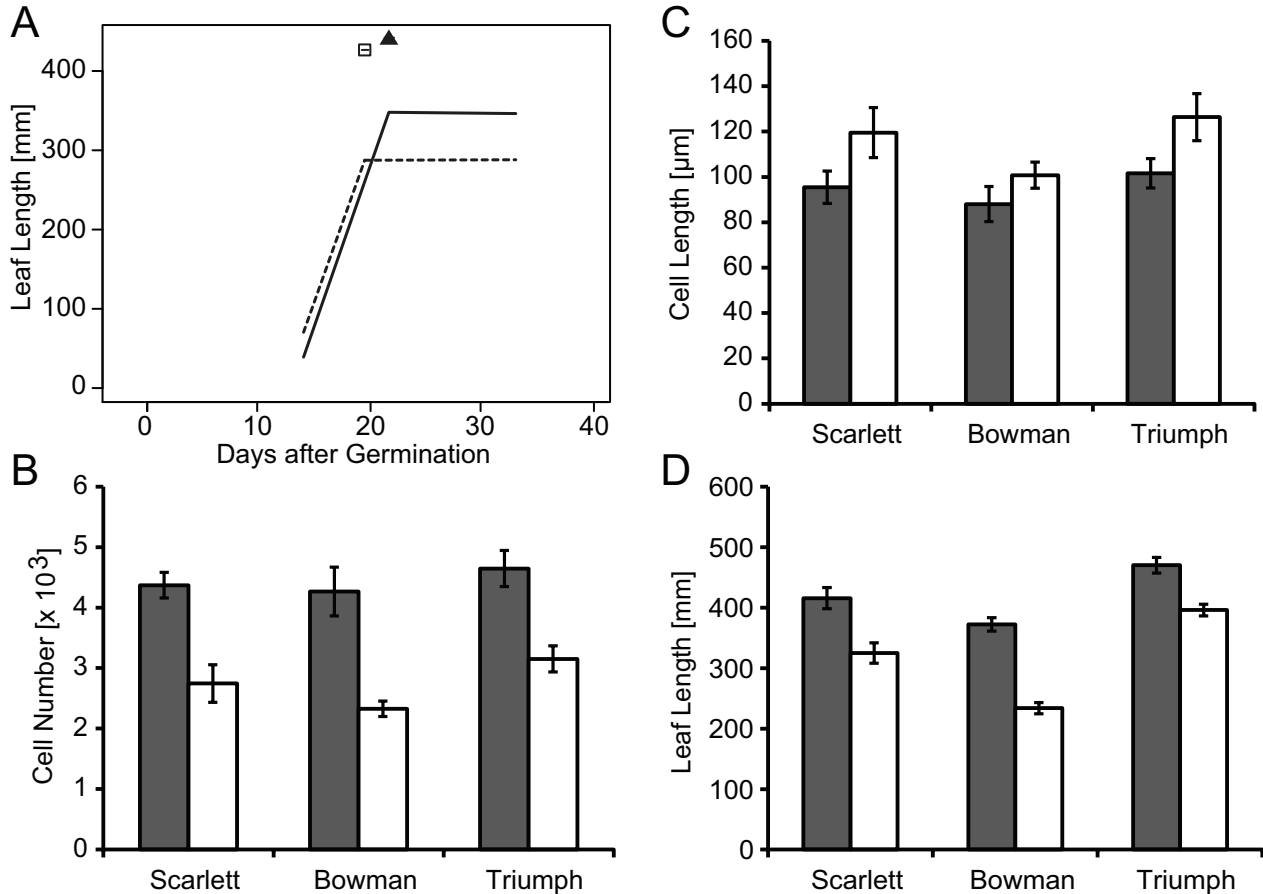 A
Leaf Length [mm]
400
300
200
100
0
0 10 20 30 40
Days after Germination
B
Cell Number [x 10^3]
6
5
4
3
2
1
0
Scarlett Bowman Triumph
C
Cell Length [µm]
160
140
120
100
80
60
40
20
0
Scarlett Bowman Triumph
D
Leaf Length [mm]
600
500
400
300
200
100
0
Scarlett Bowman Triumph